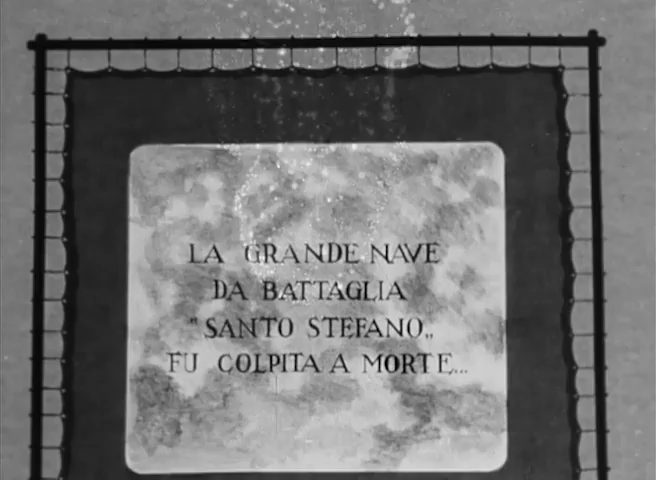 LA GRANDE NAVE
DA BATTAGLIA
"SANTO STEFANO„
FU COLPITA A MORTE...